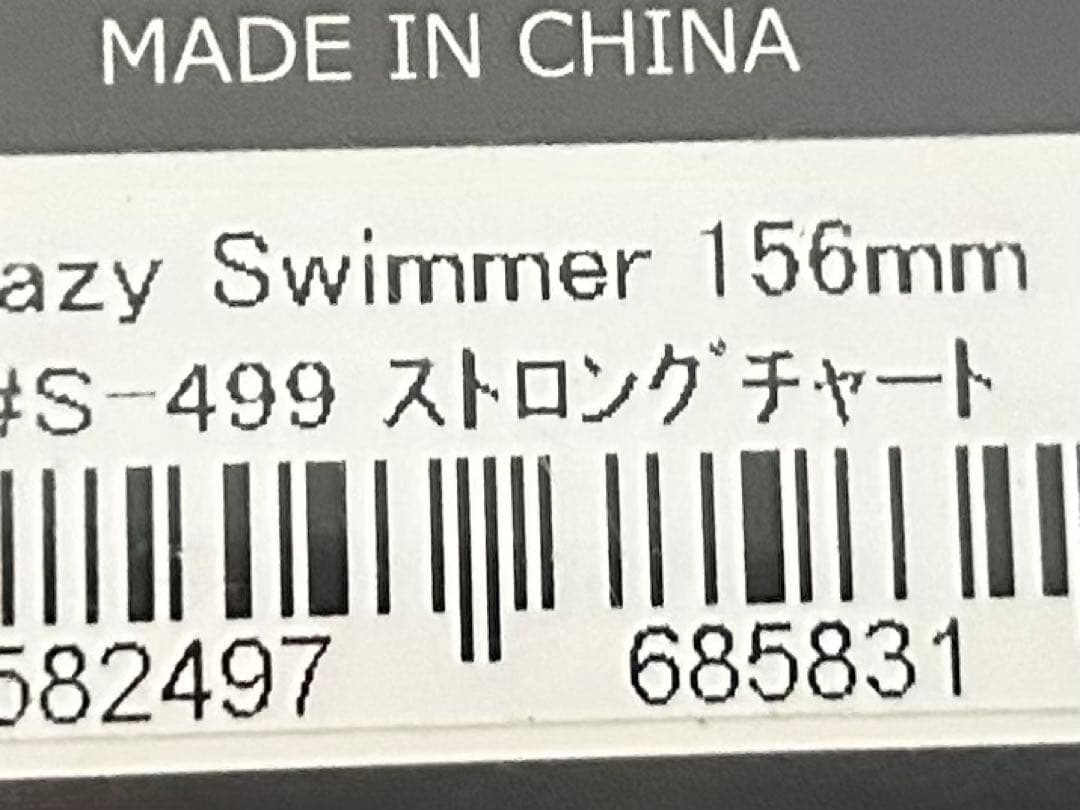 MADE IN CHINA
azy Swimmer 156mm
#S-499 ｽﾄﾛﾝｸﾞﾁｬｰﾄ
582497 685831